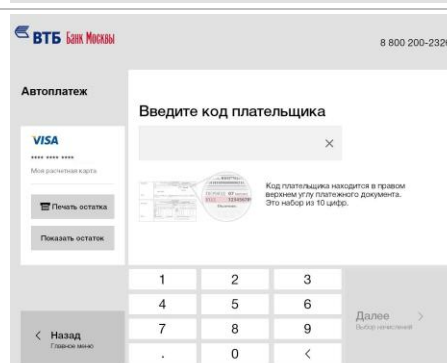 ВТБ Банк Москвы
8 800 200-2326
Автоплатеж
Введите код плательщика
VISA
**** **** ****
Моя расчетная карта
Код плательщика находится в правом
верхнем углу платежного документа.
Это набор из 10 цифр.
Печать остатка
Показать остаток
1 2 3
4 5 6
7 8 9
. 0 <
Далее >
Выбор начислений
< Назад
Главное меню